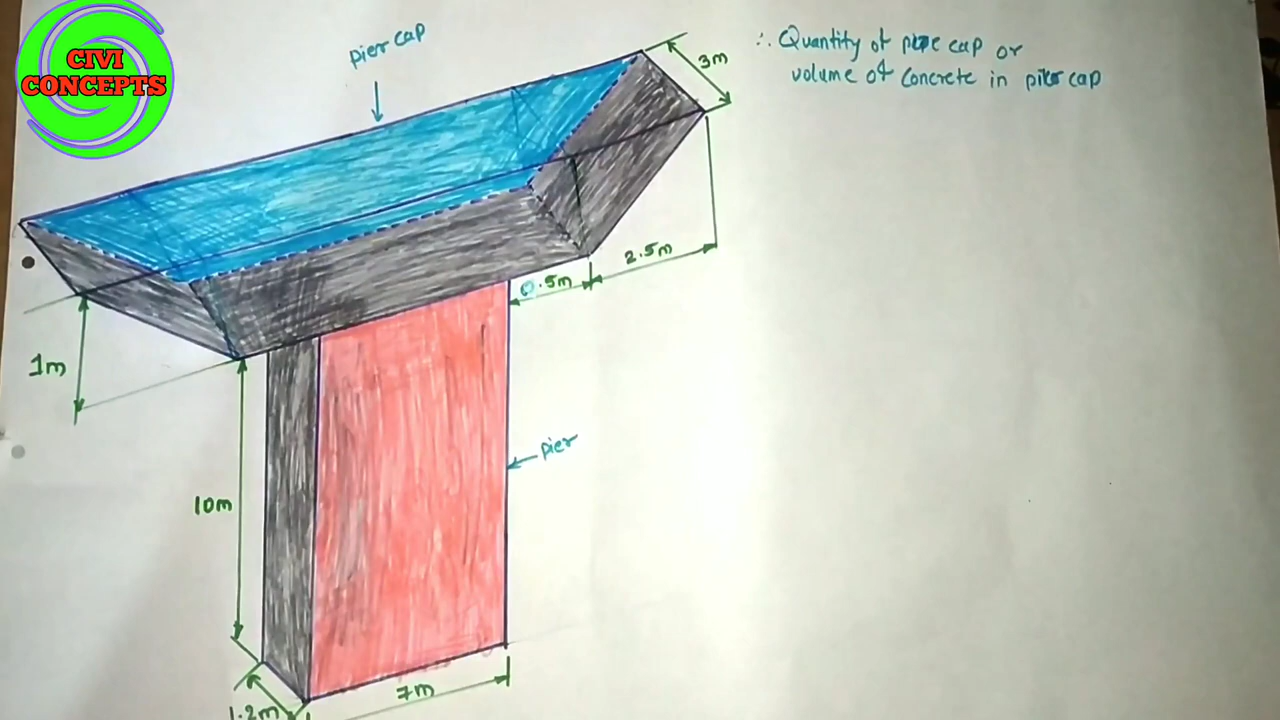 CIVI
CONCEPTS
pier cap
3m
∴ Quantity of pipe cap or
volume of concrete in pier cap
2.5m
0.5m
1m
10m
pier
7m
1.2m